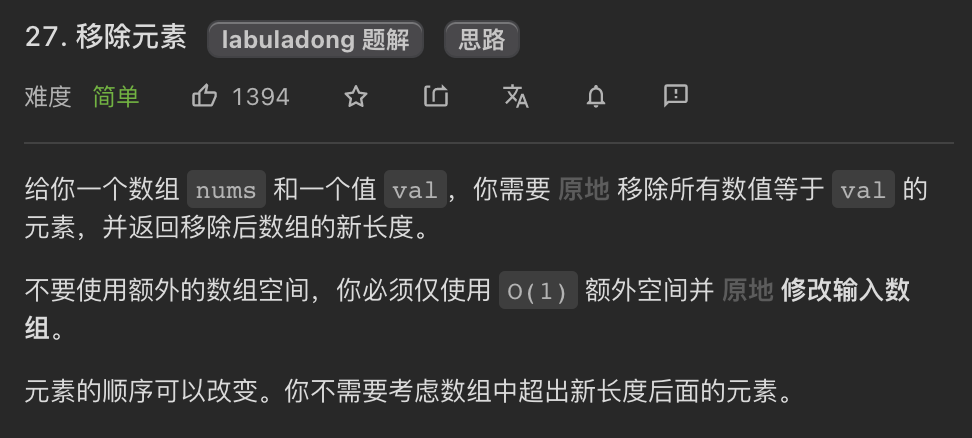 27. 移除元素 labuladong 题解 思路
难度 简单 1394
给你一个数组 nums 和一个值 val，你需要 原地 移除所有数值等于 val 的
元素，并返回移除后数组的新长度。
不要使用额外的数组空间，你必须仅使用 O(1) 额外空间并 原地 修改输入数
组。
元素的顺序可以改变。你不需要考虑数组中超出新长度后面的元素。